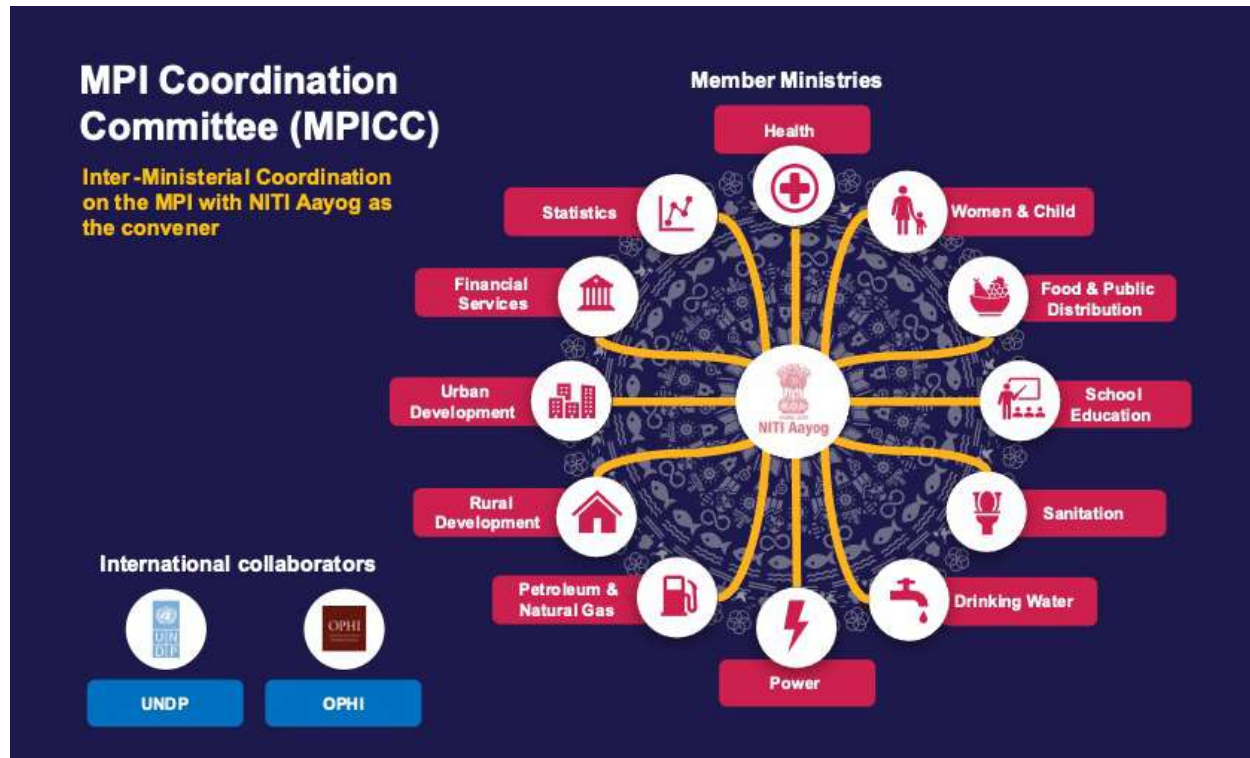 MPI Coordination
Committee (MPICC)
Inter-Ministerial Coordination
on the MPI with NITI Aayog as
the convener
Member Ministries
Health
Women & Child
Food & Public
Distribution
School
Education
Sanitation
Drinking Water
Power
Petroleum &
Natural Gas
Rural
Development
Urban
Development
Financial
Services
Statistics
NITI Aayog
International collaborators
U N
D P
OPHI
UNDP
OPHI